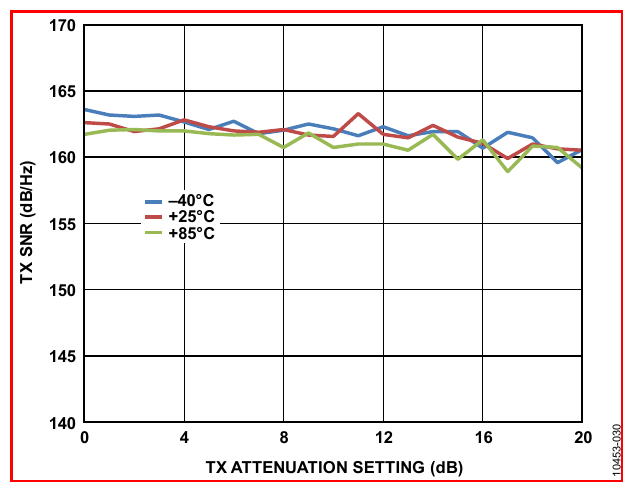 170
165
160
155
150
145
140
TX SNR (dB/Hz)
–40°C
+25°C
+85°C
0 4 8 12 16 20
TX ATTENUATION SETTING (dB)
10453-030